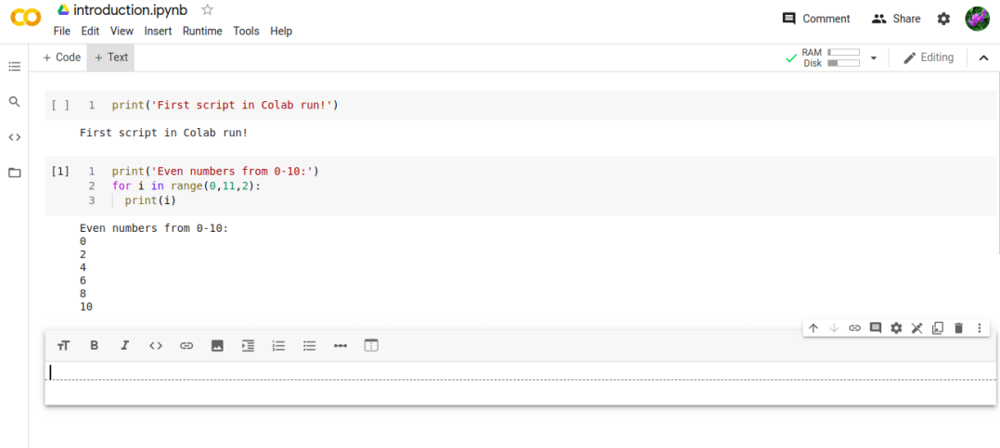 introduction.ipynb
File Edit View Insert Runtime Tools Help
Comment Share
+ Code + Text
RAM
Disk
Editing
[ ] 1 print('First script in Colab run!')
First script in Colab run!
[1] 1 print('Even numbers from 0-10:')
2 for i in range(0,11,2):
3 print(i)
Even numbers from 0-10:
0
2
4
6
8
10